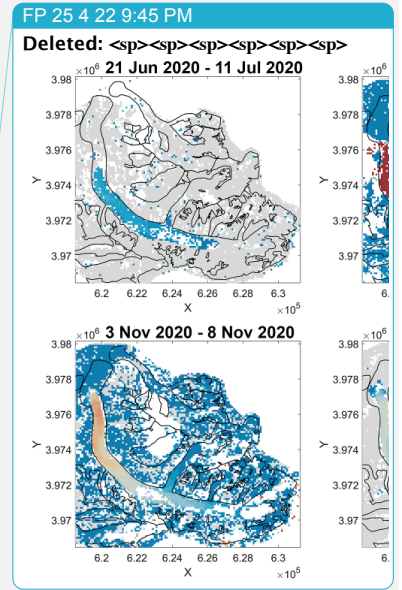 FP 25 4 22 9:45 PM
Deleted: <sp><sp><sp><sp><sp><sp>
×10⁶ 21 Jun 2020 - 11 Jul 2020
3.98
3.978
3.976
3.974
3.972
3.97
Y
6.2 6.22 6.24 6.26 6.28 6.3
X
×10⁵
×10⁶
3.98
3.978
3.976
3.974
3.972
3.97
Y
6.
×10⁶ 3 Nov 2020 - 8 Nov 2020
3.98
3.978
3.976
3.974
3.972
3.97
Y
6.2 6.22 6.24 6.26 6.28 6.3
X
×10⁵
×10⁶
3.98
3.978
3.976
3.974
3.972
3.97
Y
6.